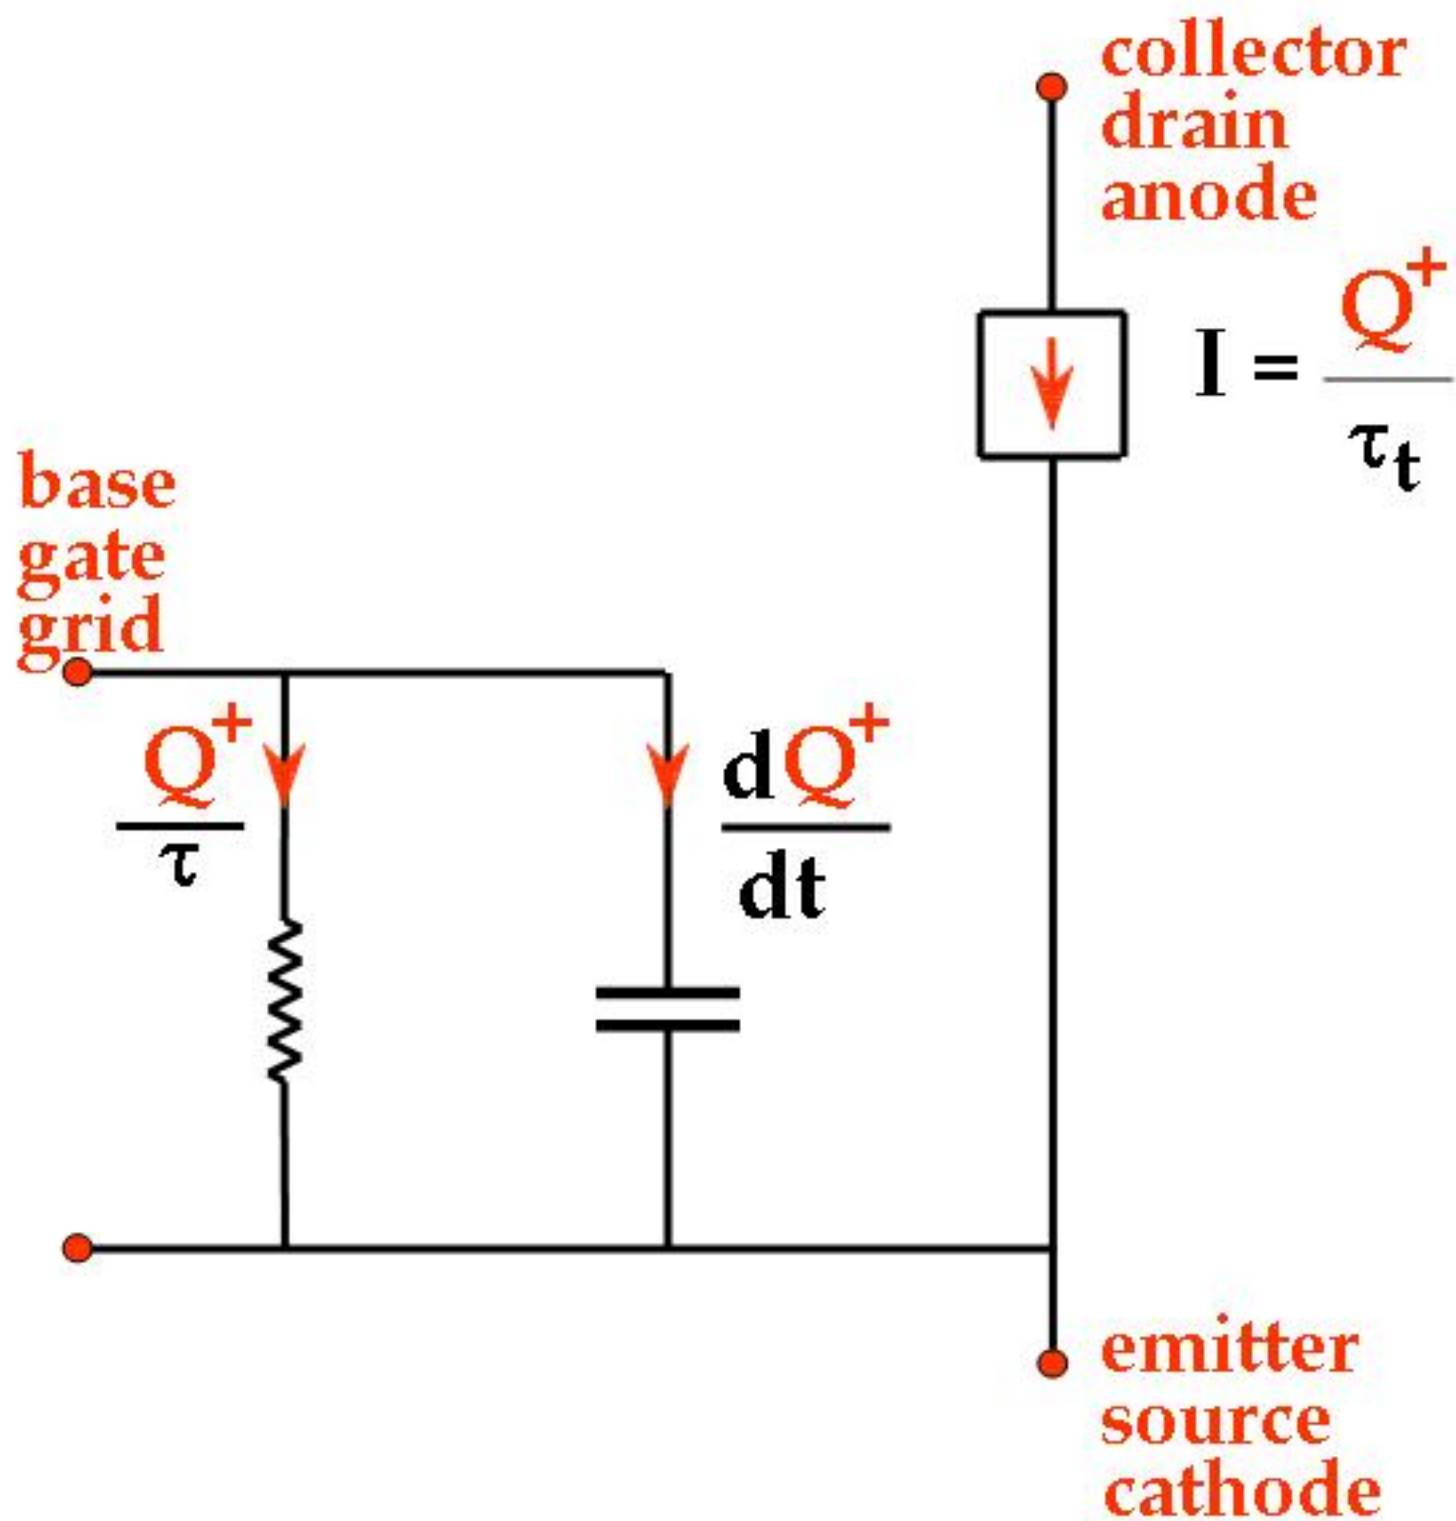 collector
drain
anode
I = Q⁺
τt
base
gate
grid
Q⁺
τ
dQ⁺
dt
emitter
source
cathode